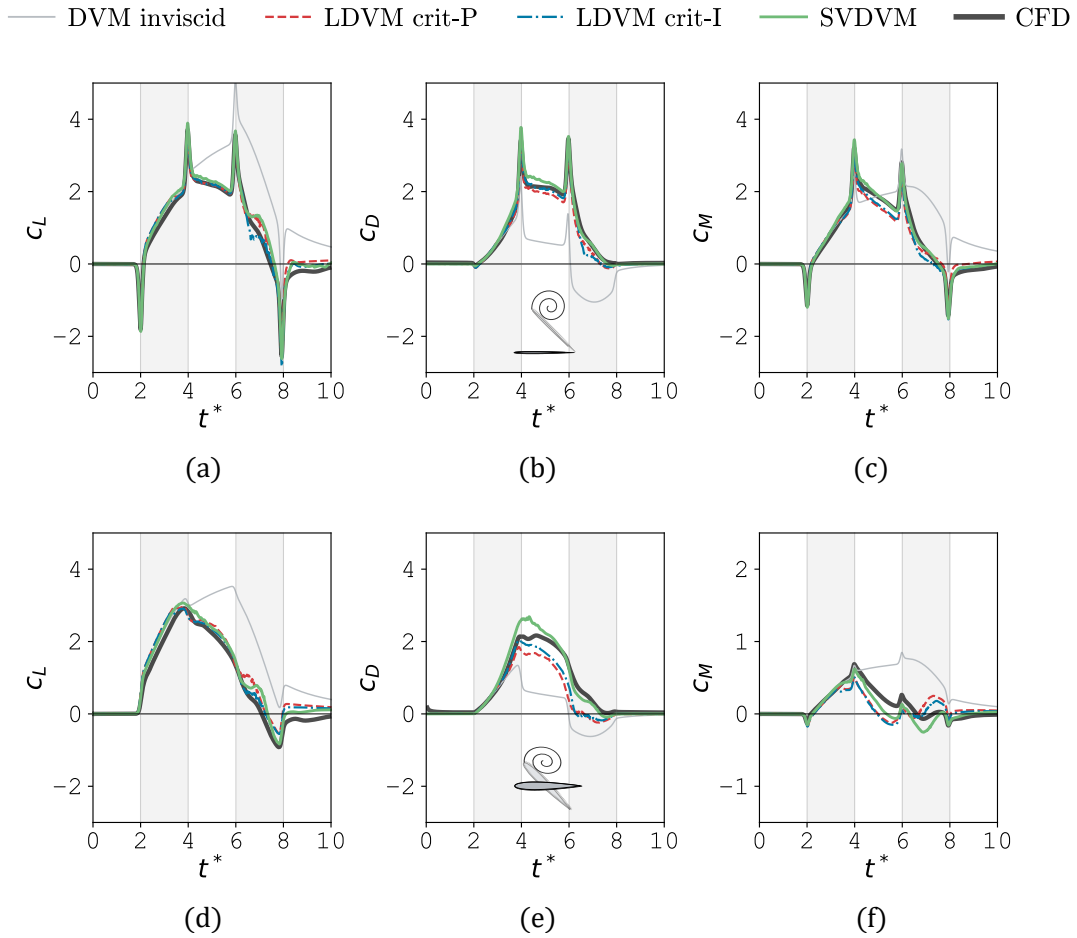 DVM inviscid LDVM crit-P LDVM crit-I SVDVM CFD
4
2
0
−2
c_L
0 2 4 6 8 10
t*
(a)
4
2
0
−2
c_D
0 2 4 6 8 10
t*
(b)
4
2
0
−2
c_M
0 2 4 6 8 10
t*
(c)
4
2
0
−2
c_L
0 2 4 6 8 10
t*
(d)
4
2
0
−2
c_D
0 2 4 6 8 10
t*
(e)
2
1
0
−1
c_M
0 2 4 6 8 10
t*
(f)